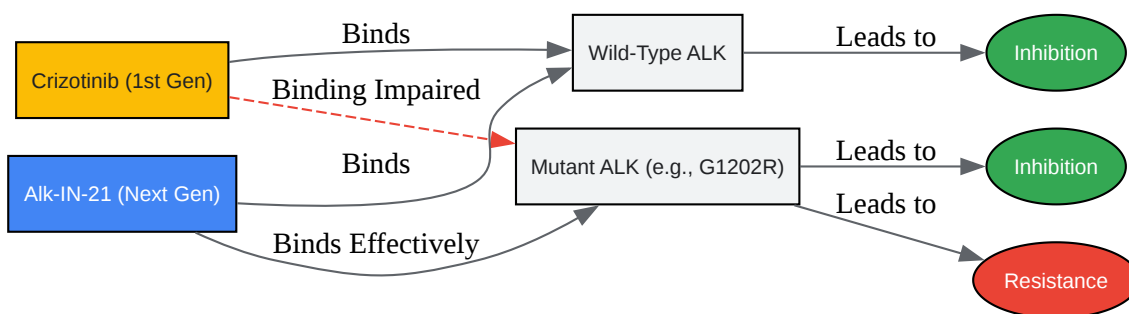 Crizotinib (1st Gen)
Binds
Wild-Type ALK
Leads to
Inhibition
Binding Impaired
Alk-IN-21 (Next Gen)
Binds
Binds Effectively
Mutant ALK (e.g., G1202R)
Leads to
Inhibition
Leads to
Resistance